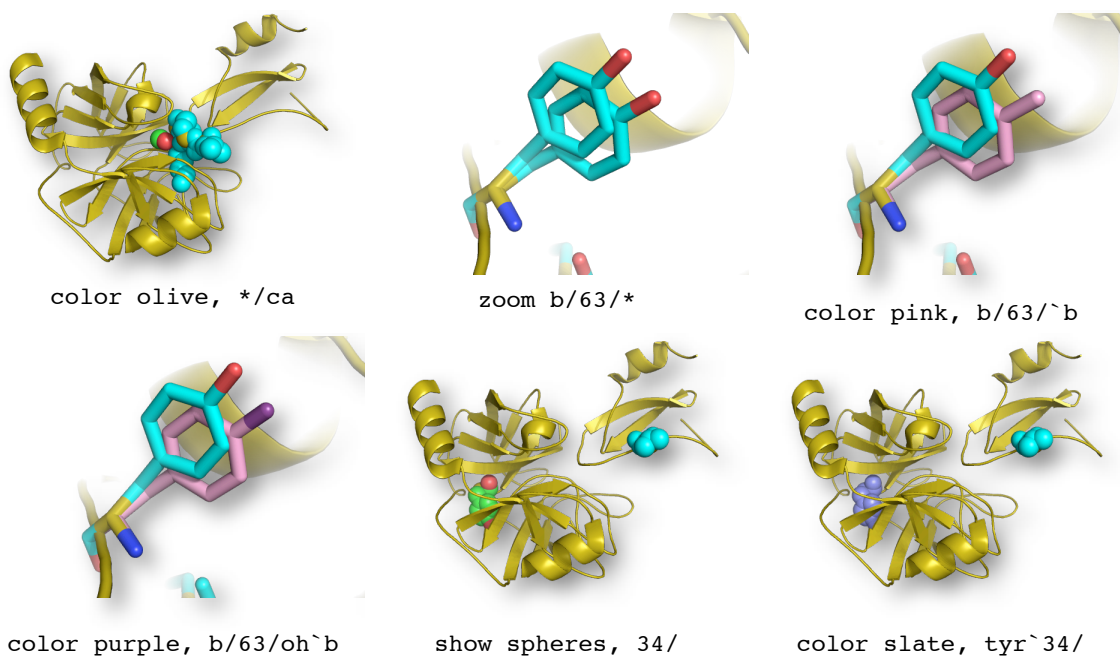 color olive, */ca
zoom b/63/*
color pink, b/63/`b
color purple, b/63/oh`b
show spheres, 34/
color slate, tyr`34/